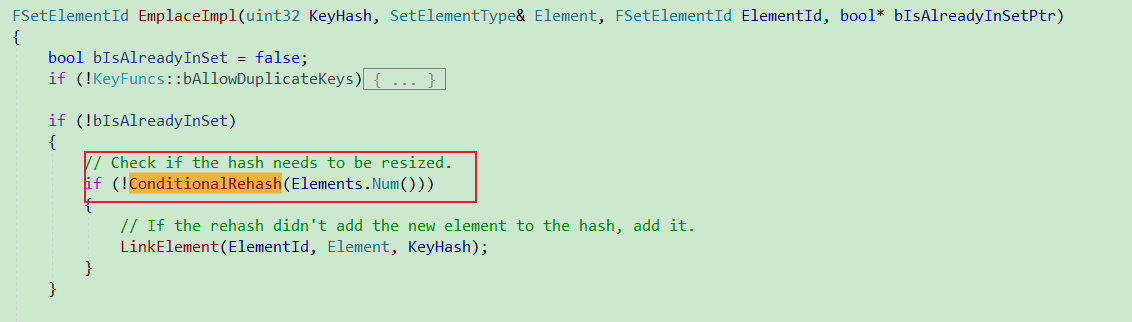 FSetElementId EmplaceImpl(uint32 KeyHash, SetElementType& Element, FSetElementId ElementId, bool* bIsAlreadyInSetPtr)
{
bool bIsAlreadyInSet = false;
if (!KeyFuncs::bAllowDuplicateKeys) { ... }
if (!bIsAlreadyInSet)
{
// Check if the hash needs to be resized.
if (!ConditionalRehash(Elements.Num()))
{
// If the rehash didn't add the new element to the hash, add it.
LinkElement(ElementId, Element, KeyHash);
}
}